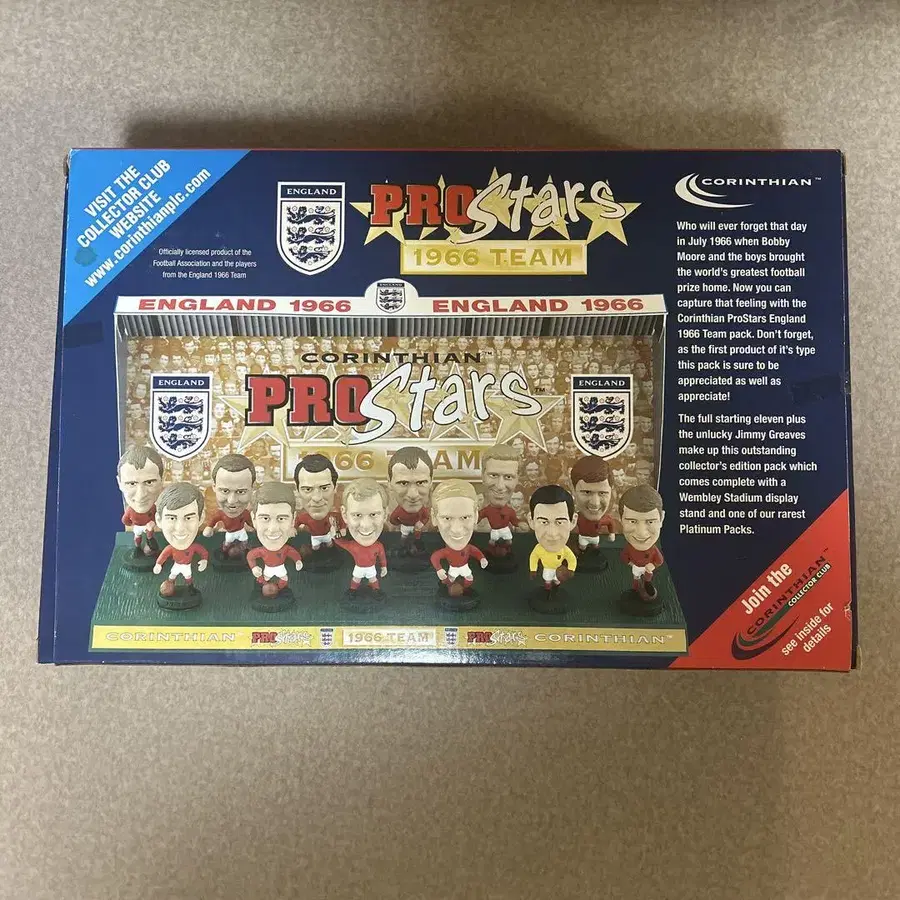 VISIT THE
COLLECTOR CLUB
WEBSITE
www.corinthianplc.com
Officially licensed product of the
Football Association and the players
from the England 1966 Team
ENGLAND
PROStars
1966 TEAM
CORINTHIAN™
Who will ever forget that day
in July 1966 when Bobby
Moore and the boys brought
the world's greatest football
prize home. Now you can
capture that feeling with the
Corinthian ProStars England
1966 Team pack. Don't forget,
as the first product of it's type
this pack is sure to be
appreciated as well as
appreciate!
The full starting eleven plus
the unlucky Jimmy Greaves
make up this outstanding
collector's edition pack which
comes complete with a
Wembley Stadium display
stand and one of our rarest
Platinum Packs.
ENGLAND 1966
ENGLAND 1966
CORINTHIAN™
ENGLAND
PROStars™
ENGLAND
1966 TEAM
CORINTHIAN
PROStars
1966 TEAM
PROStars
CORINTHIAN™
Join the
CORINTHIAN™
COLLECTOR CLUB
see inside for
details